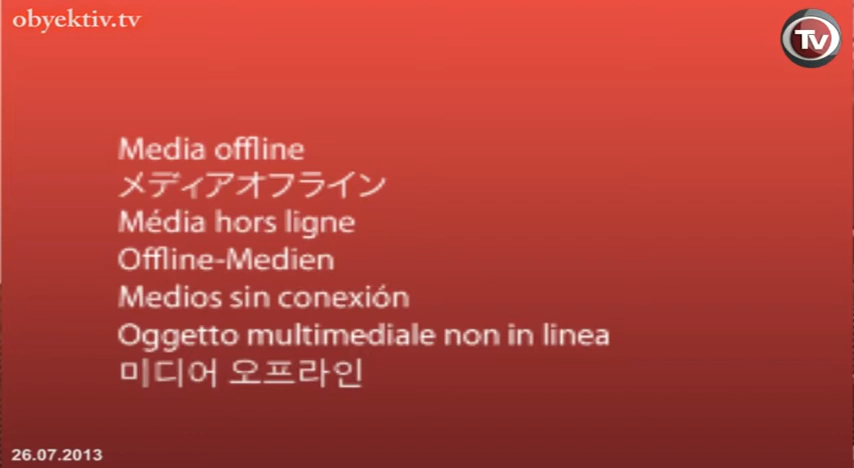 obyektiv.tv
TV
Media offline
メディアオフライン
Média hors ligne
Offline-Medien
Medios sin conexión
Oggetto multimediale non in linea
미디어 오프라인
26.07.2013